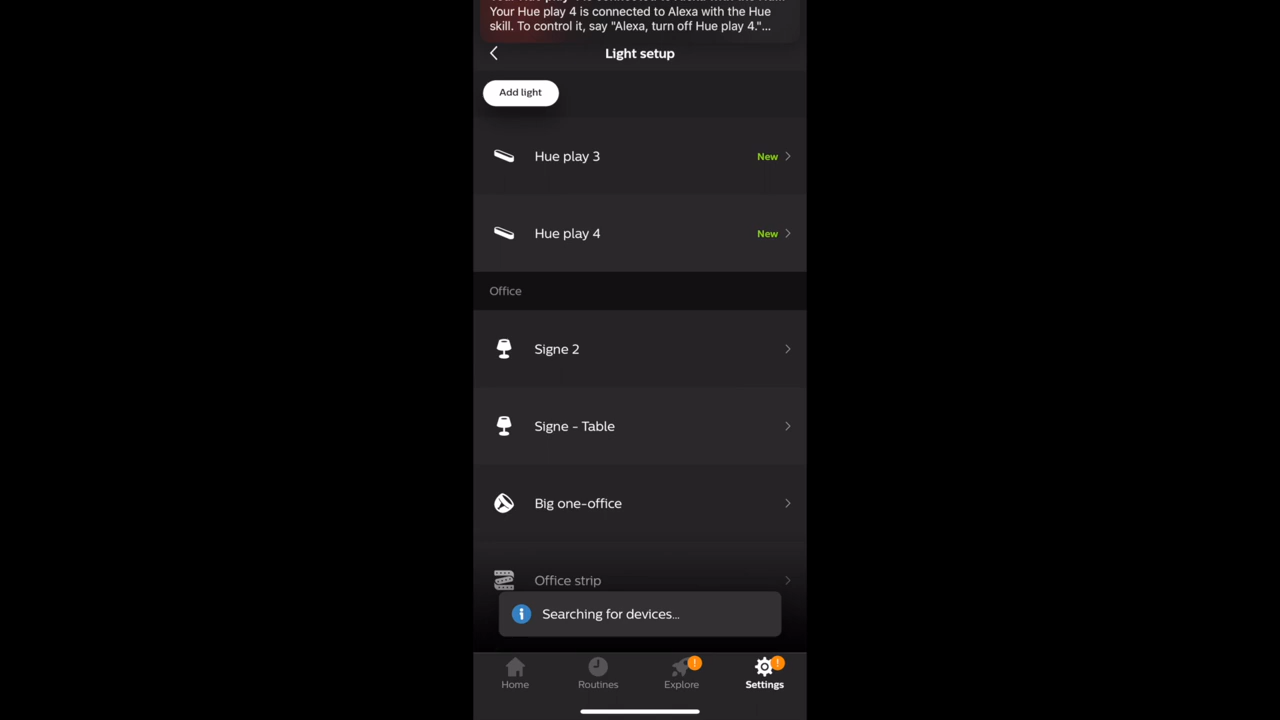 Your Hue play 4 is connected to Alexa with the Hue
skill. To control it, say "Alexa, turn off Hue play 4."...
Light setup
Add light
Hue play 3
New
Hue play 4
New
Office
Signe 2
Signe - Table
Big one-office
Office strip
Searching for devices...
Home
Routines
Explore
Settings